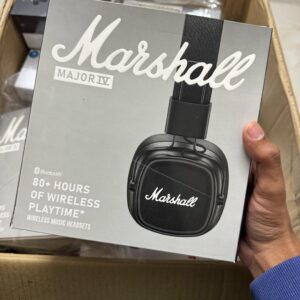 Marshall
MAJOR IV
Bluetooth
80+ HOURS
OF WIRELESS
PLAYTIME*
WIRELESS MUSIC HEADSETS
Marshall